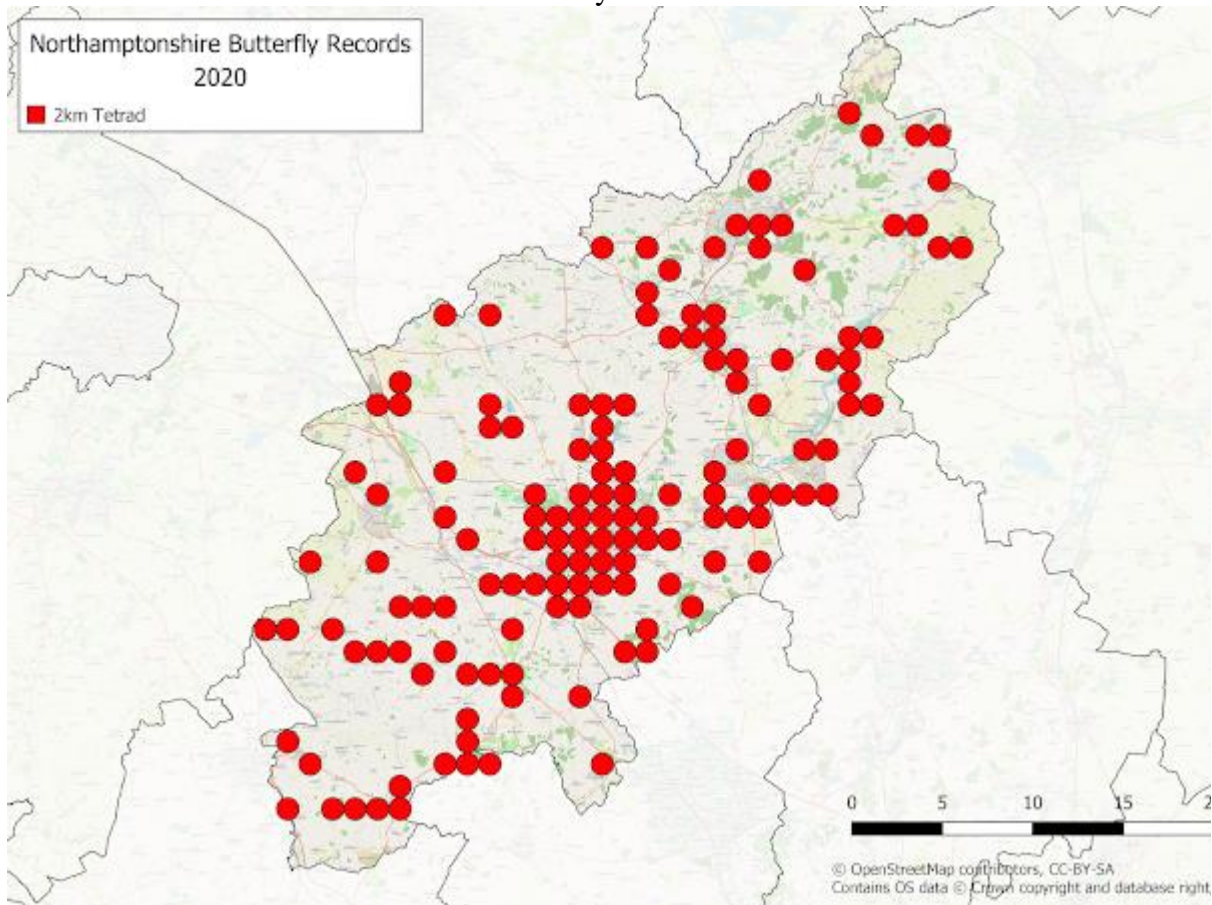 Northamptonshire Butterfly Records
2020
2km Tetrad
0 5 10 15
© OpenStreetMap contributors, CC-BY-SA
Contains OS data © Crown copyright and database right